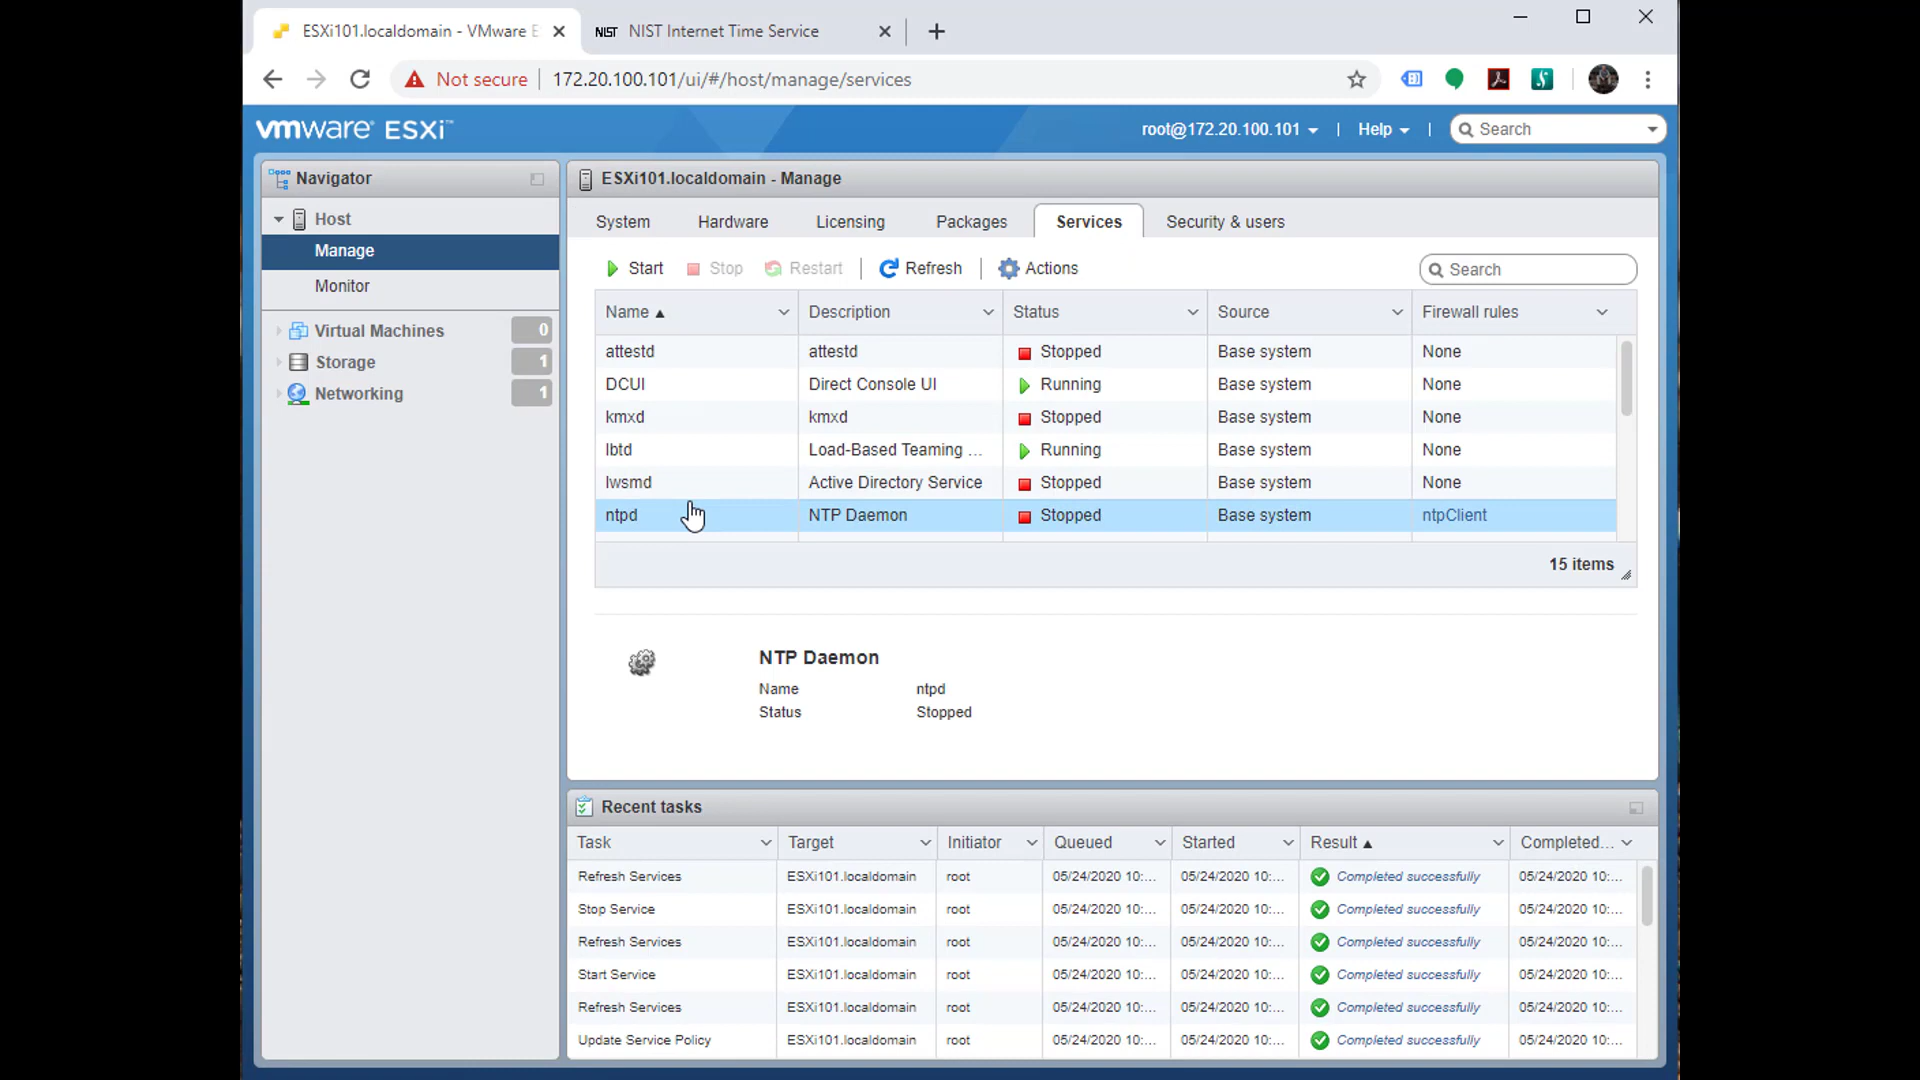 ESXi101.localdomain - VMware E
NIST NIST Internet Time Service
Not secure 172.20.100.101/ui/#/host/manage/services
vmware ESXi™
root@172.20.100.101 | Help | Search
Navigator
Host
Manage
Monitor
Virtual Machines 0
Storage 1
Networking 1
ESXi101.localdomain - Manage
System Hardware Licensing Packages Services Security & users
Start Stop Restart | Refresh | Actions Search
Name Description Status Source Firewall rules
attestd attestd Stopped Base system None
DCUI Direct Console UI Running Base system None
kmxd kmxd Stopped Base system None
lbtd Load-Based Teaming ... Running Base system None
lwsmd Active Directory Service Stopped Base system None
ntpd NTP Daemon Stopped Base system ntpClient
15 items
NTP Daemon
Name ntpd
Status Stopped
Recent tasks
Task Target Initiator Queued Started Result Completed...
Refresh Services ESXi101.localdomain root 05/24/2020 10:... 05/24/2020 10:... Completed successfully 05/24/2020 10:...
Stop Service ESXi101.localdomain root 05/24/2020 10:... 05/24/2020 10:... Completed successfully 05/24/2020 10:...
Refresh Services ESXi101.localdomain root 05/24/2020 10:... 05/24/2020 10:... Completed successfully 05/24/2020 10:...
Start Service ESXi101.localdomain root 05/24/2020 10:... 05/24/2020 10:... Completed successfully 05/24/2020 10:...
Refresh Services ESXi101.localdomain root 05/24/2020 10:... 05/24/2020 10:... Completed successfully 05/24/2020 10:...
Update Service Policy ESXi101.localdomain root 05/24/2020 10:... 05/24/2020 10:... Completed successfully 05/24/2020 10:...